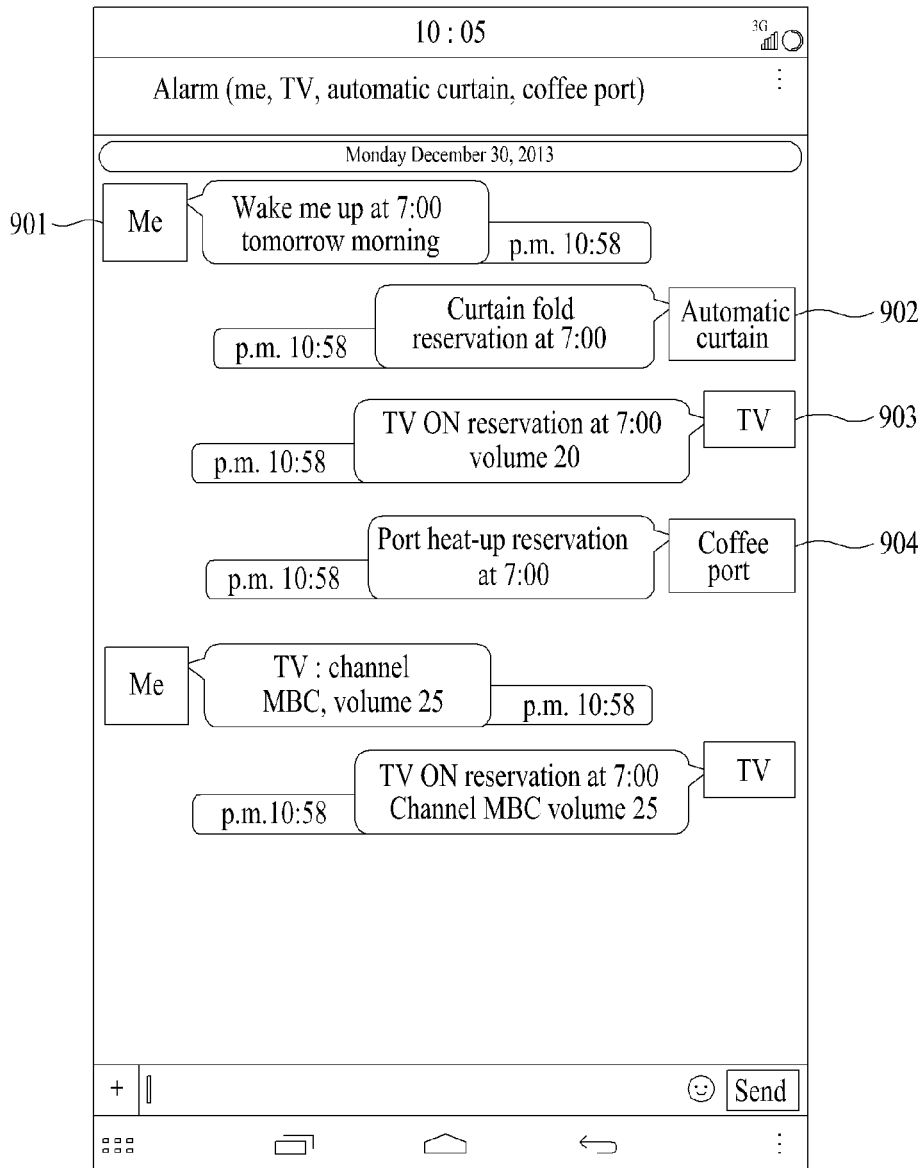 10 : 05
3G
Alarm (me, TV, automatic curtain, coffee port)
Monday December 30, 2013
901
Me
Wake me up at 7:00
tomorrow morning
p.m. 10:58
Curtain fold
reservation at 7:00
p.m. 10:58
Automatic
curtain
902
TV ON reservation at 7:00
volume 20
p.m. 10:58
TV
903
Port heat-up reservation
at 7:00
p.m. 10:58
Coffee
port
904
Me
TV : channel
MBC, volume 25
p.m. 10:58
TV ON reservation at 7:00
Channel MBC volume 25
p.m.10:58
TV
+
Send